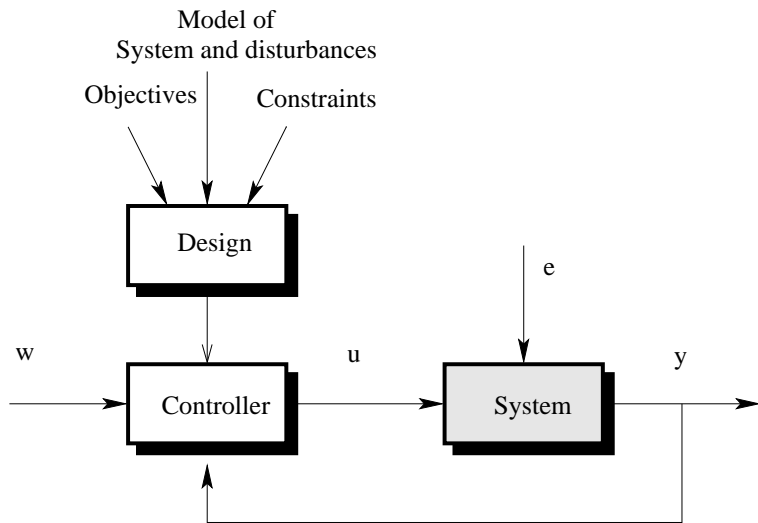 Model of
System and disturbances
Objectives
Constraints
Design
e
w
u
y
Controller
System